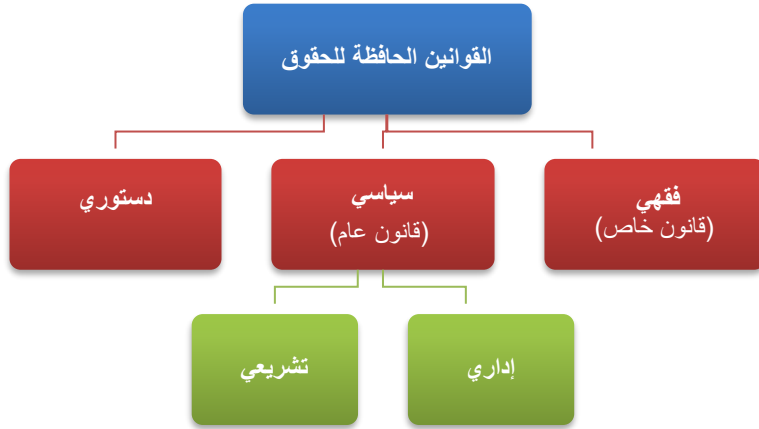 القوانين الحافظة للحقوق
فقهي
(قانون خاص)
سياسي
(قانون عام)
دستوري
إداري
تشريعي